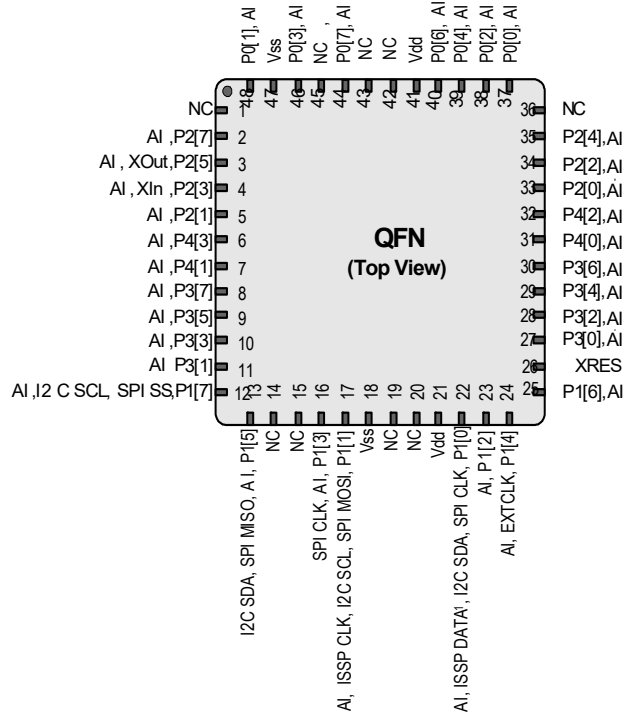 P0[1], AI
Vss
P0[3], AI
NC ,
P0[7], AI
NC
NC
Vdd
P0[6], AI
P0[4], AI
P0[2], AI
P0[0], AI
48
47
46
45
44
43
42
41
40
39
38
37
NC 1
AI ,P2[7] 2
AI , XOut,P2[5] 3
AI , XIn ,P2[3] 4
AI ,P2[1] 5
AI ,P4[3] 6
AI ,P4[1] 7
AI ,P3[7] 8
AI ,P3[5] 9
AI ,P3[3] 10
AI P3[1] 11
AI ,I2 C SCL, SPI SS,P1[7] 12
QFN
(Top View)
36 NC
35 P2[4],AI
34 P2[2],AI
33 P2[0],AI
32 P4[2],AI
31 P4[0],AI
30 P3[6],AI
29 P3[4],AI
28 P3[2],AI
27 P3[0],AI
26 XRES
25 P1[6],AI
13
14
15
16
17
18
19
20
21
22
23
24
I2C SDA, SPI MISO, A I, P1[5]
NC
NC
SPI CLK, A I, P1[3]
AI, ISSP CLK, I2C SCL, SPI MOSI, P1[1]
Vss
NC
NC
Vdd
AI, ISSP DATA¹, I2C SDA, SPI CLK, P1[0]
AI, P1[2]
AI, EXTCLK, P1[4]